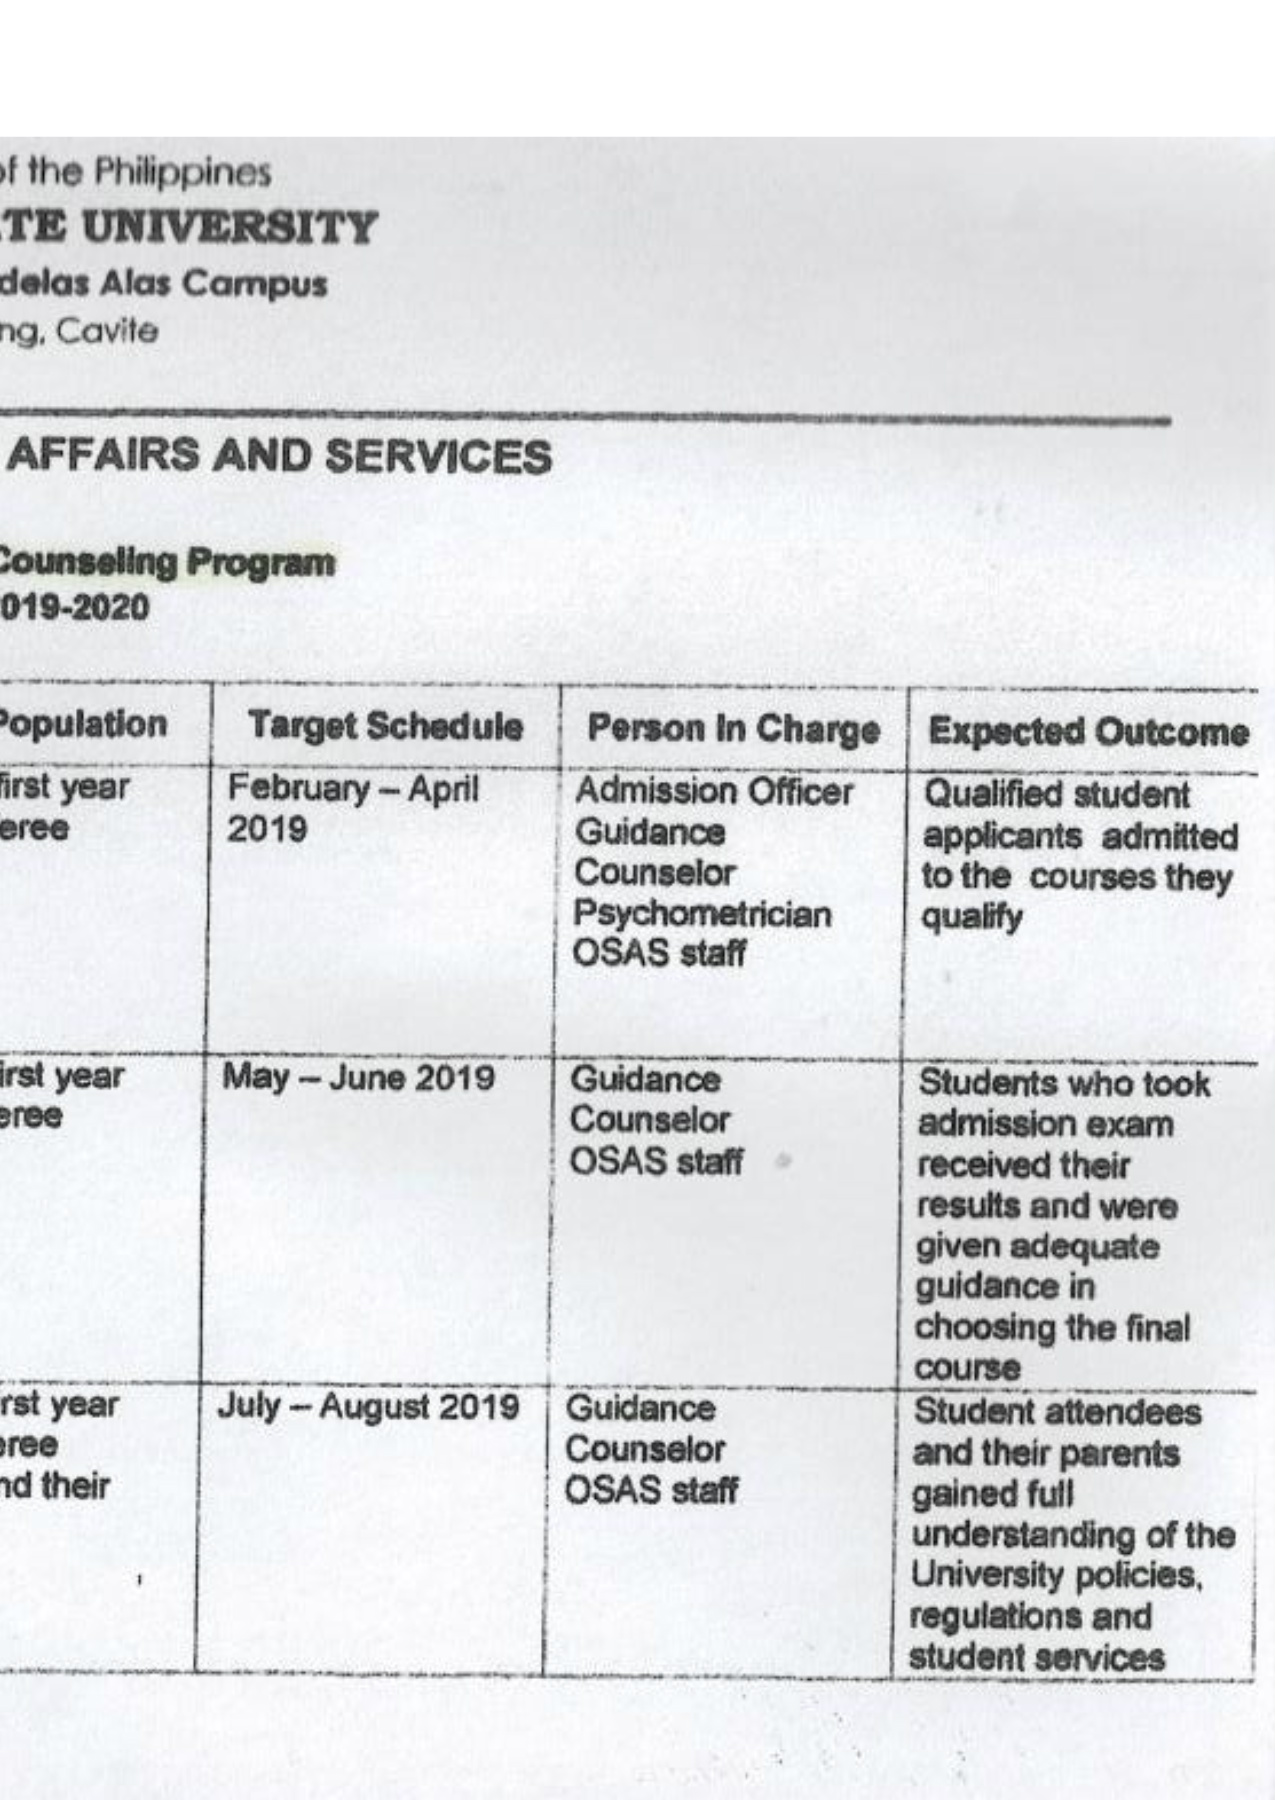 of the Philippines
TE UNIVERSITY
delas Alas Campus
ng, Cavite
AFFAIRS AND SERVICES
Counseling Program
019-2020
Population
Target Schedule
Person In Charge
Expected Outcome
first year
eree
February – April
2019
Admission Officer
Guidance
Counselor
Psychometrician
OSAS staff
Qualified student
applicants admitted
to the courses they
qualify
irst year
eree
May – June 2019
Guidance
Counselor
OSAS staff
Students who took
admission exam
received their
results and were
given adequate
guidance in
choosing the final
course
rst year
eree
nd their
July – August 2019
Guidance
Counselor
OSAS staff
Student attendees
and their parents
gained full
understanding of the
University policies,
regulations and
student services